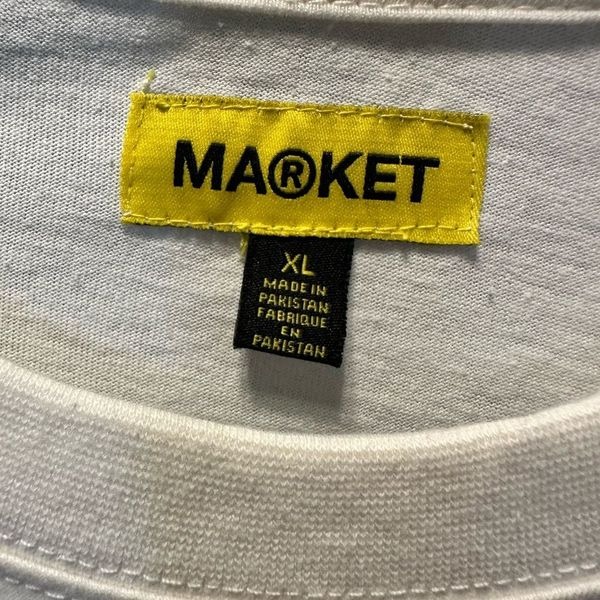 MA®KET
XL
MADE IN
PAKISTAN
FABRIQUE
EN
PAKISTAN